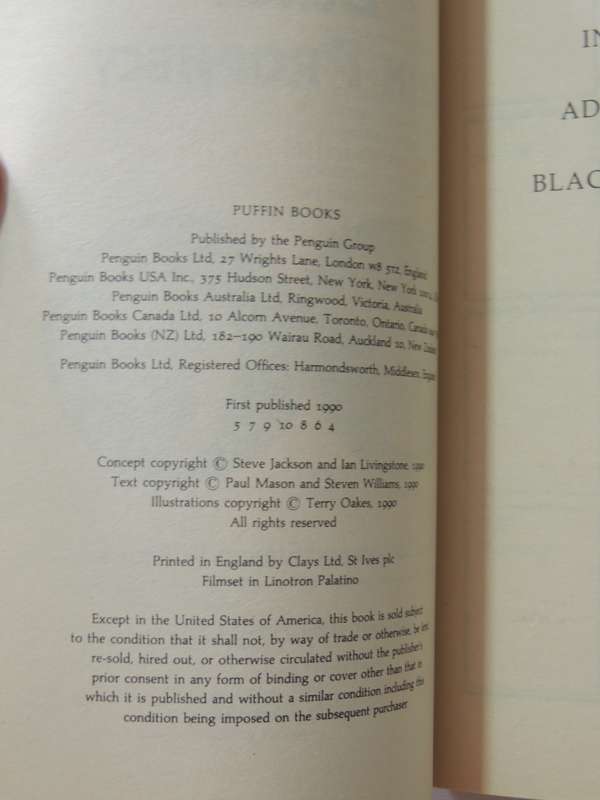 PUFFIN BOOKS
Published by the Penguin Group
Penguin Books Ltd, 27 Wrights Lane, London W8 5TZ, England
Penguin Books USA Inc., 375 Hudson Street, New York, New York
Penguin Books Australia Ltd, Ringwood, Victoria, Australia
Penguin Books Canada Ltd, 10 Alcorn Avenue, Toronto, Ontario, Canada
Penguin Books (NZ) Ltd, 182–190 Wairau Road, Auckland 10, New Zealand
Penguin Books Ltd, Registered Offices: Harmondsworth, Middlesex, England
First published 1990
5 7 9 10 8 6 4
Concept copyright © Steve Jackson and Ian Livingstone, 1990
Text copyright © Paul Mason and Steven Williams, 1990
Illustrations copyright © Terry Oakes, 1990
All rights reserved
Printed in England by Clays Ltd, St Ives plc
Filmset in Linotron Palatino
Except in the United States of America, this book is sold subject
to the condition that it shall not, by way of trade or otherwise, be lent,
re-sold, hired out, or otherwise circulated without the publisher's
prior consent in any form of binding or cover other than that in
which it is published and without a similar condition including this
condition being imposed on the subsequent purchaser
IN
AD
BLAC